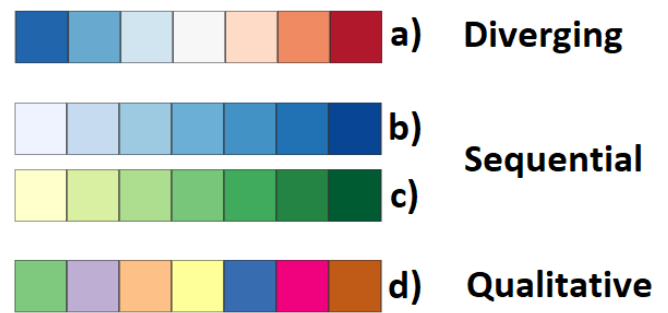 a) Diverging
b)
Sequential
c)
d) Qualitative